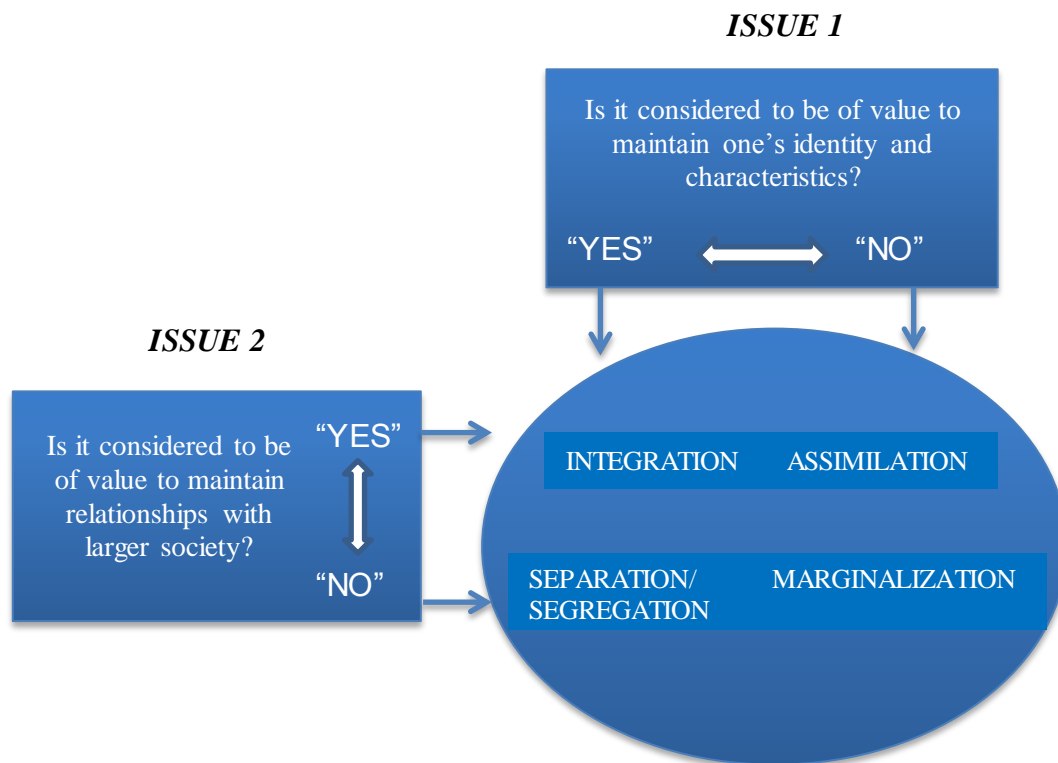 ISSUE 1
Is it considered to be of value to
maintain one’s identity and
characteristics?
“YES” “NO”
ISSUE 2
Is it considered to be
of value to maintain
relationships with
larger society?
“YES”
“NO”
INTEGRATION ASSIMILATION
SEPARATION/ MARGINALIZATION
SEGREGATION